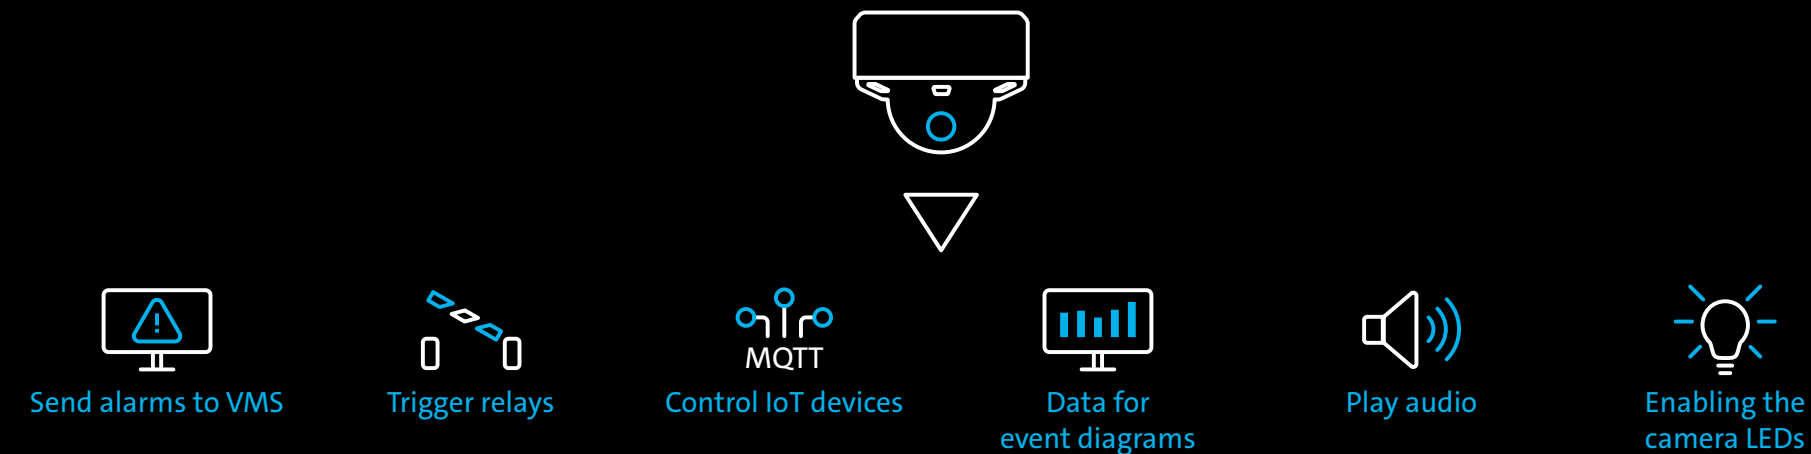 MQTT
Send alarms to VMS
Trigger relays
Control IoT devices
Data for
event diagrams
Play audio
Enabling the
camera LEDs